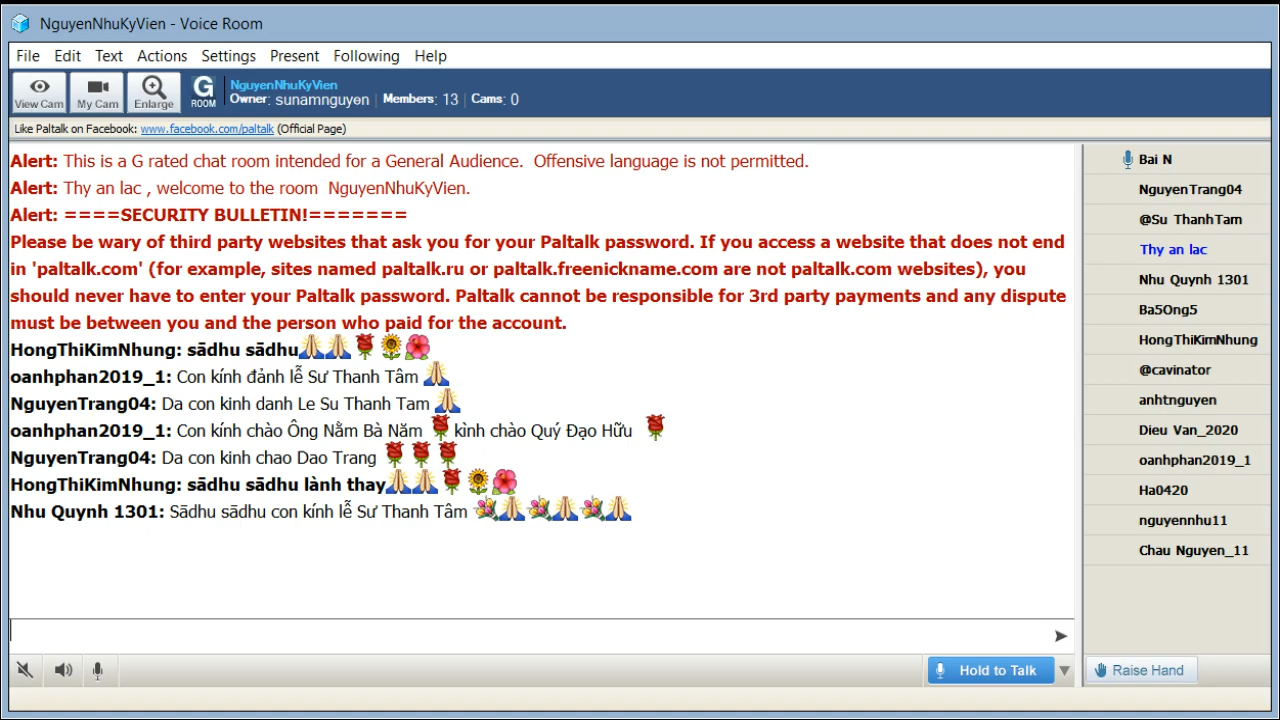 NguyenNhuKyVien - Voice Room
File Edit Text Actions Settings Present Following Help
View Cam My Cam Enlarge G ROOM
NguyenNhuKyVien
Owner: sunamnguyen | Members: 13 | Cams: 0
Like Paltalk on Facebook: www.facebook.com/paltalk (Official Page)
Alert: This is a G rated chat room intended for a General Audience. Offensive language is not permitted.
Alert: Thy an lac , welcome to the room NguyenNhuKyVien.
Alert: ====SECURITY BULLETIN!=======
Please be wary of third party websites that ask you for your Paltalk password. If you access a website that does not end
in 'paltalk.com' (for example, sites named paltalk.ru or paltalk.freenickname.com are not paltalk.com websites), you
should never have to enter your Paltalk password. Paltalk cannot be responsible for 3rd party payments and any dispute
must be between you and the person who paid for the account.
HongThiKimNhung: sādhu sādhu
oanhphan2019_1: Con kính đảnh lễ Sư Thanh Tâm
NguyenTrang04: Da con kinh danh Le Su Thanh Tam
oanhphan2019_1: Con kính chào Ông Nằm Bà Năm kình chào Quý Đạo Hữu
NguyenTrang04: Da con kinh chao Dao Trang
HongThiKimNhung: sādhu sādhu lành thay
Nhu Quynh 1301: Sādhu sādhu con kính lễ Sư Thanh Tâm
Bai N
NguyenTrang04
@Su ThanhTam
Thy an lac
Nhu Quynh 1301
Ba5Ong5
HongThiKimNhung
@cavinator
anhtnguyen
Dieu Van_2020
oanhphan2019_1
Ha0420
nguyennhu11
Chau Nguyen_11
Hold to Talk
Raise Hand